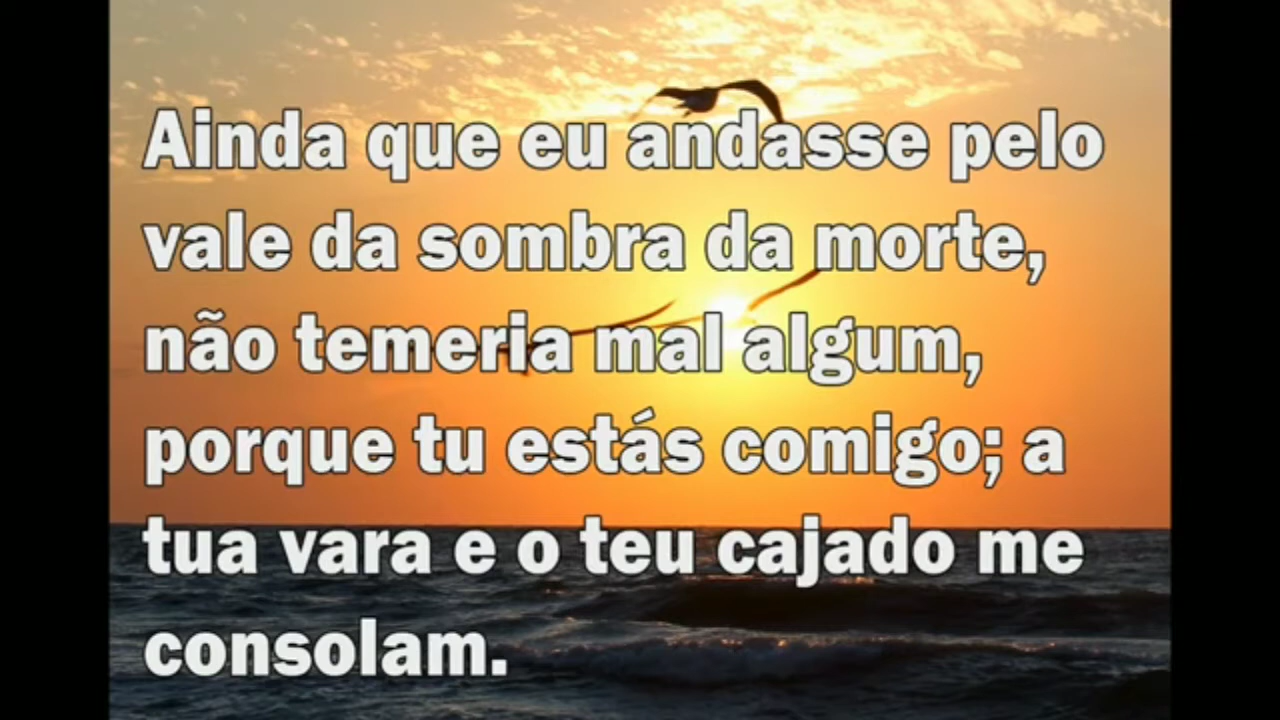 Ainda que eu andasse pelo
vale da sombra da morte,
não temeria mal algum,
porque tu estás comigo; a
tua vara e o teu cajado me
consolam.